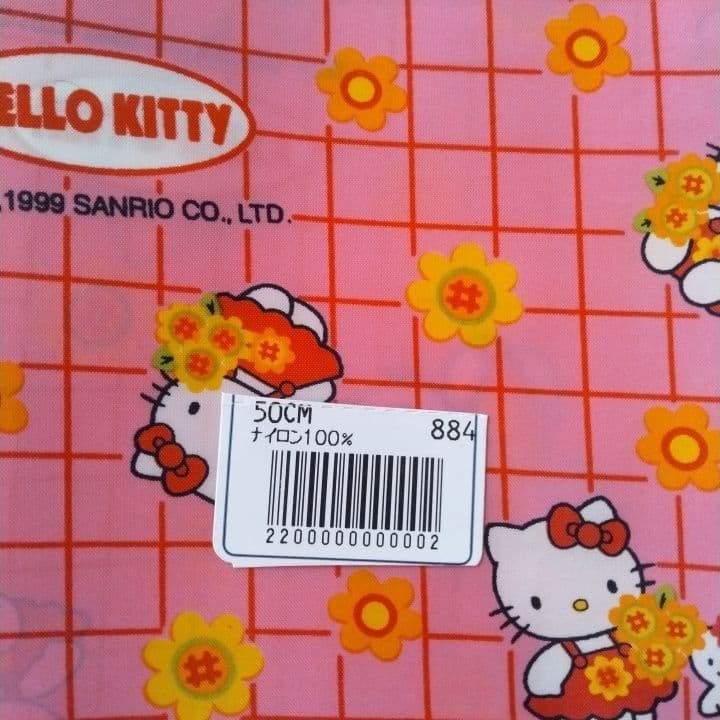 ELLO KITTY
,1999 SANRIO CO., LTD.
50CM 884
ナイロン100%
2200000000002